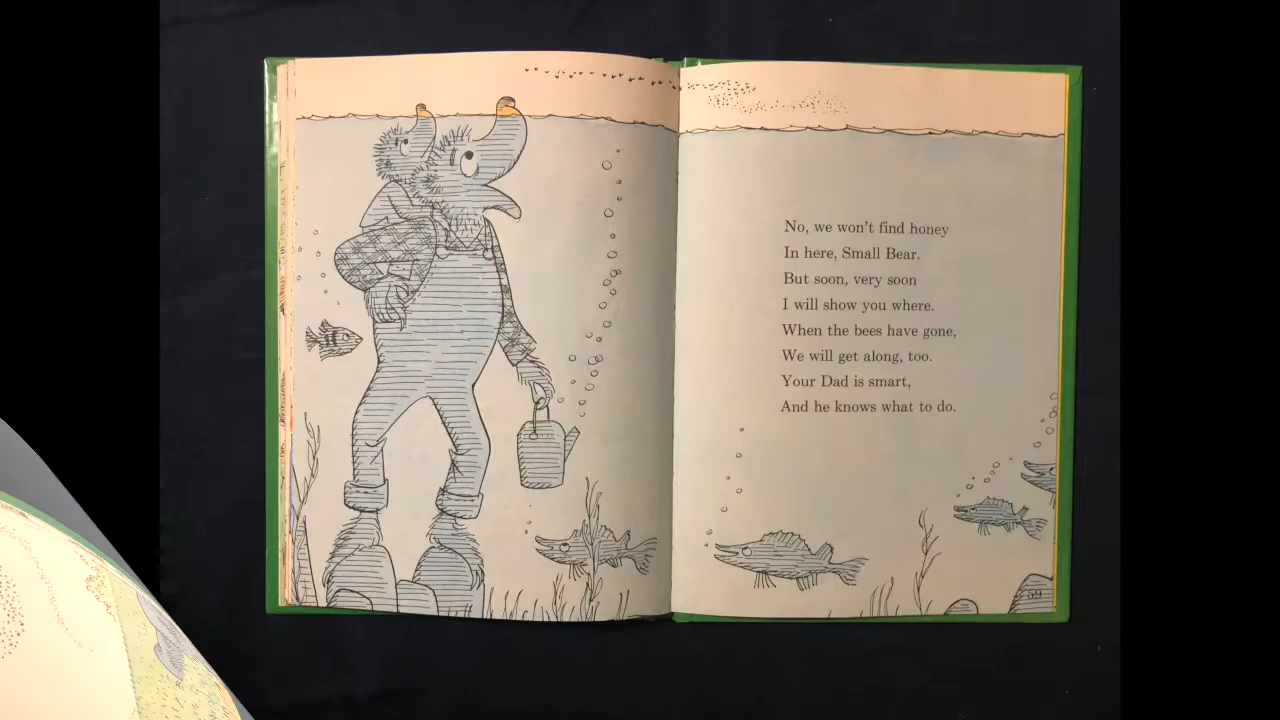 No, we won't find honey
In here, Small Bear.
But soon, very soon
I will show you where.
When the bees have gone,
We will get along, too.
Your Dad is smart,
And he knows what to do.
59